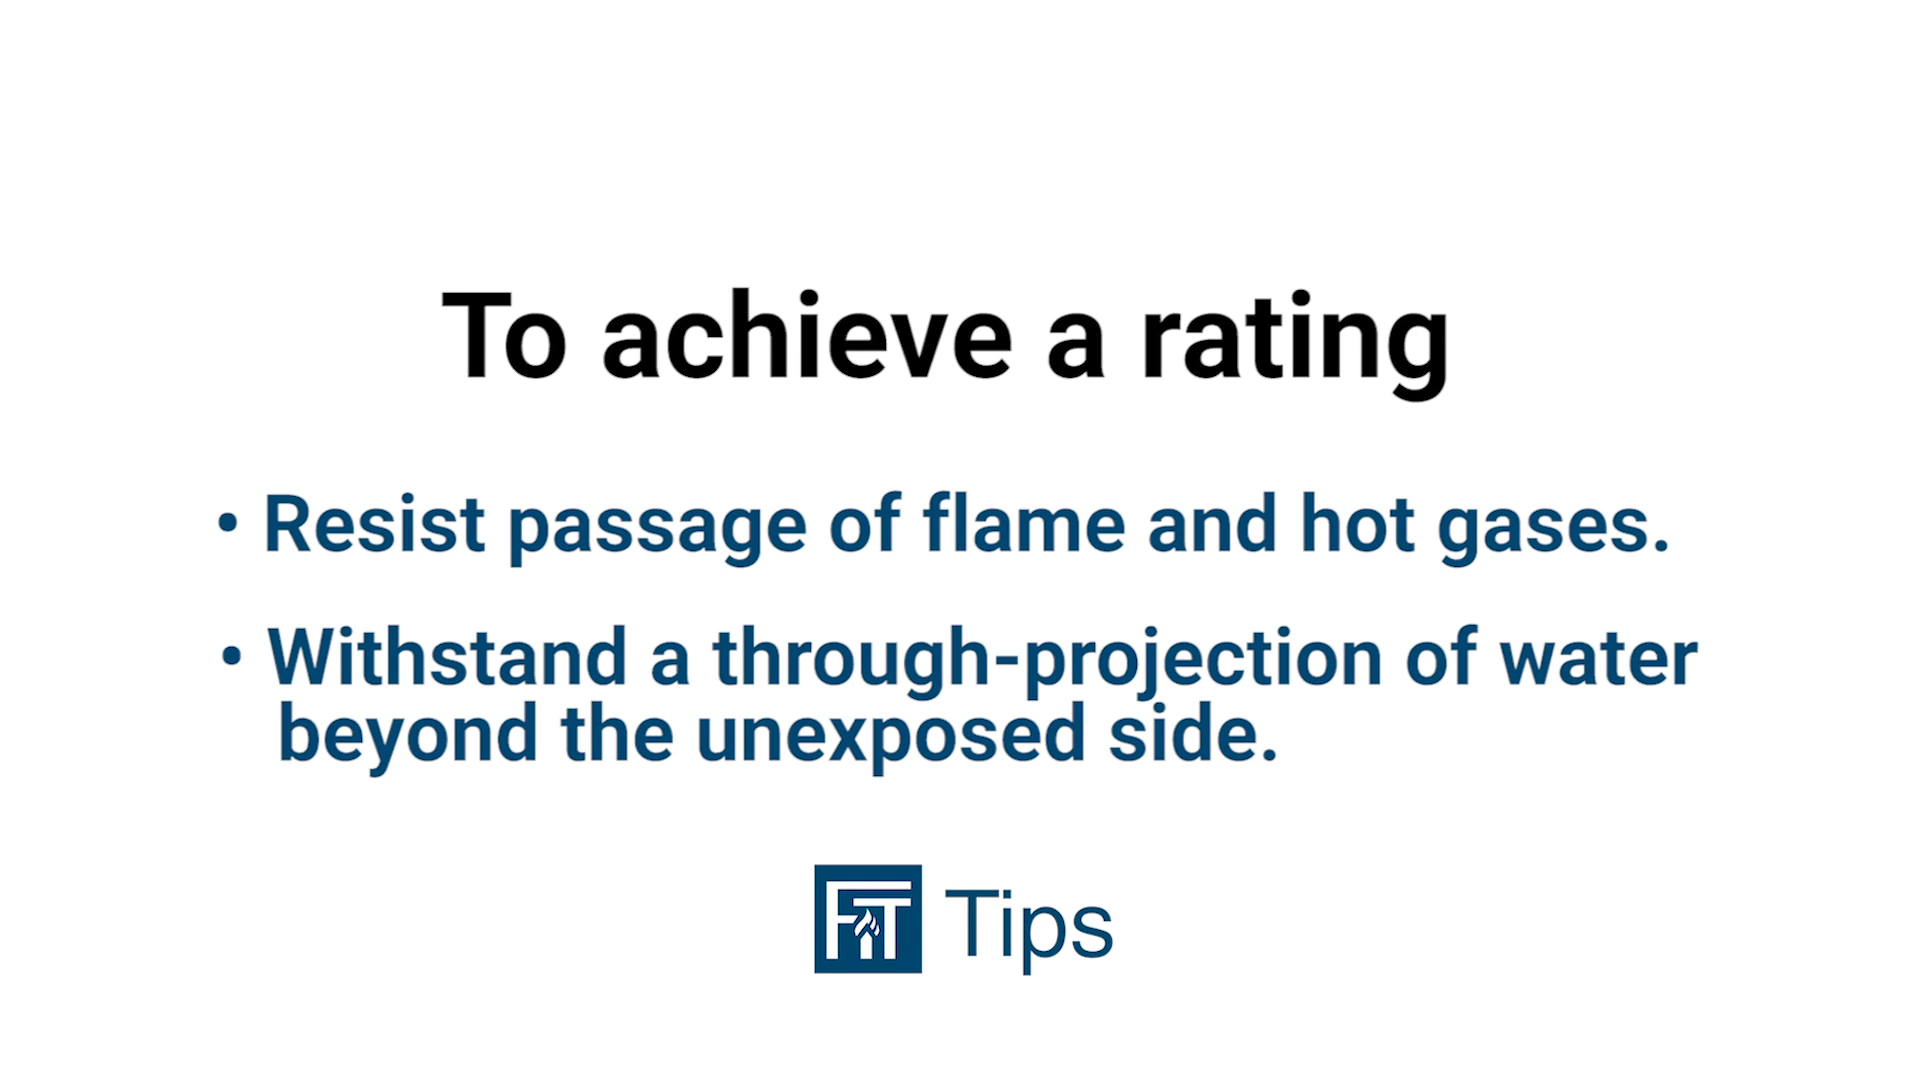 To achieve a rating
• Resist passage of flame and hot gases.
• Withstand a through-projection of water
beyond the unexposed side.
FT Tips